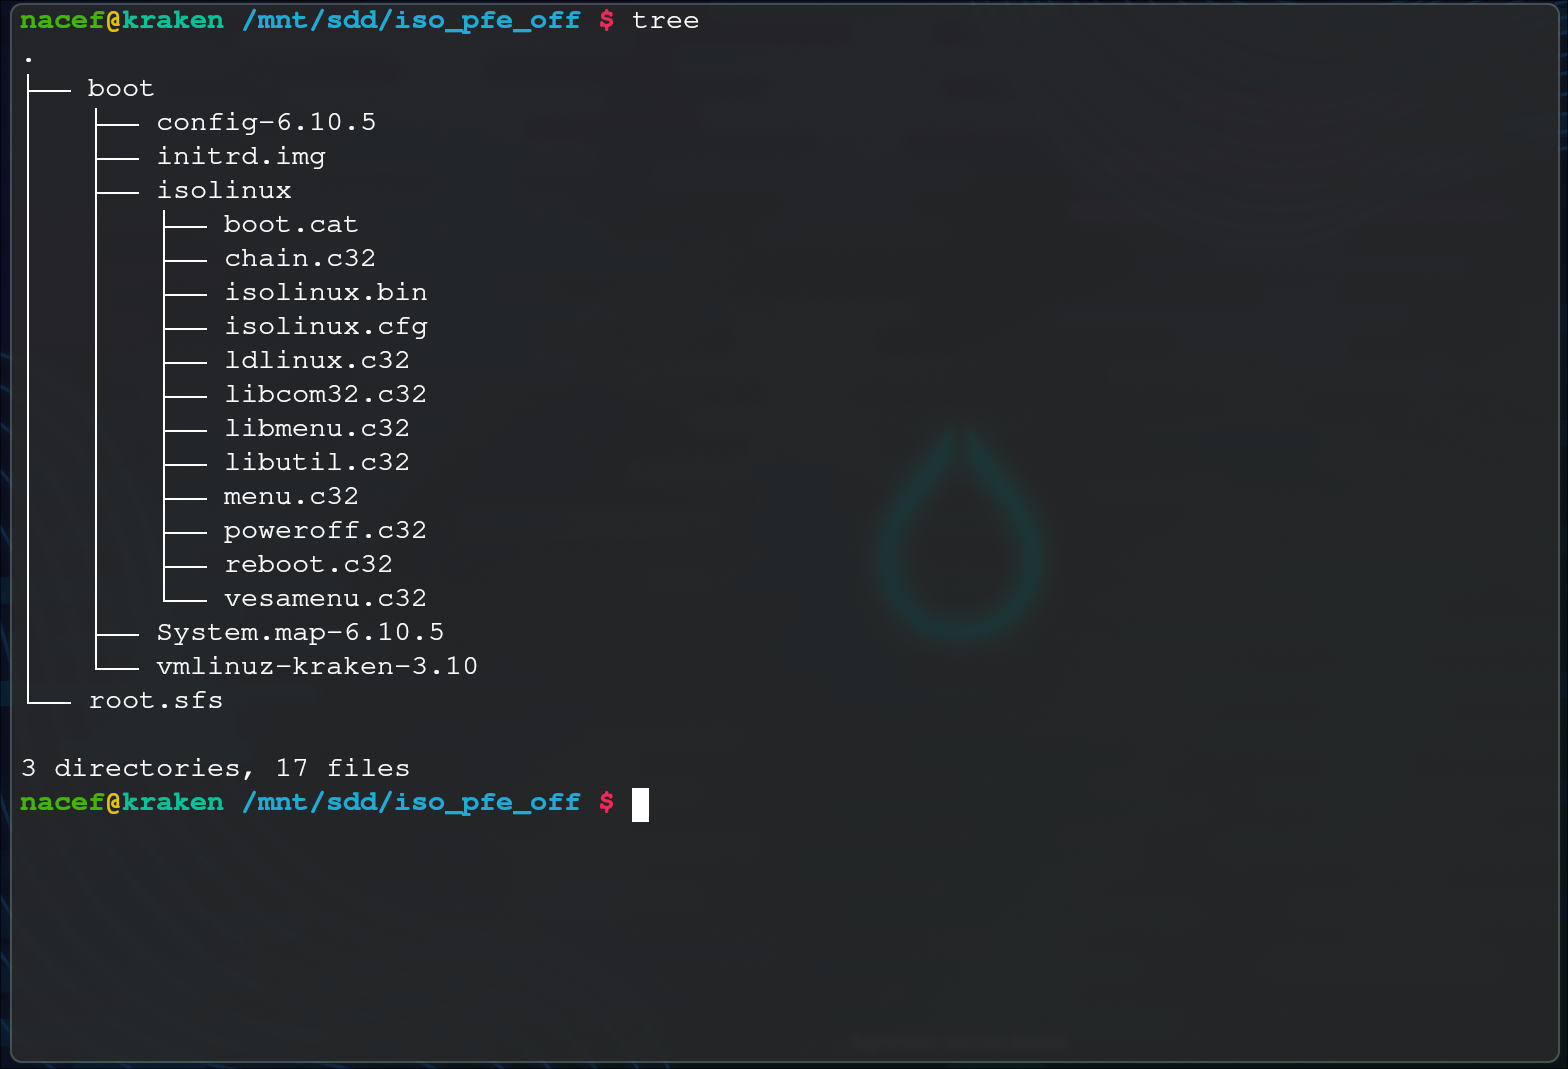 nacef@kraken /mnt/sdd/iso_pfe_off $ tree
.
├── boot
│   ├── config-6.10.5
│   ├── initrd.img
│   ├── isolinux
│   │   ├── boot.cat
│   │   ├── chain.c32
│   │   ├── isolinux.bin
│   │   ├── isolinux.cfg
│   │   ├── ldlinux.c32
│   │   ├── libcom32.c32
│   │   ├── libmenu.c32
│   │   ├── libutil.c32
│   │   ├── menu.c32
│   │   ├── poweroff.c32
│   │   ├── reboot.c32
│   │   └── vesamenu.c32
│   ├── System.map-6.10.5
│   └── vmlinuz-kraken-3.10
└── root.sfs
3 directories, 17 files
nacef@kraken /mnt/sdd/iso_pfe_off $